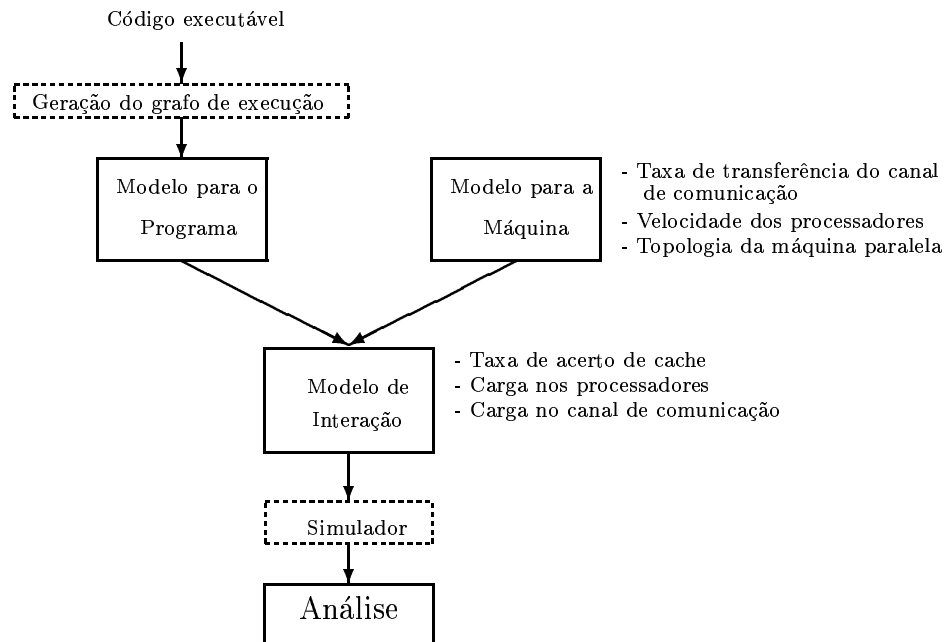 Código executável
Geração do grafo de execução
Modelo para o
Programa
Modelo para a
Máquina
- Taxa de transferência do canal
de comunicação
- Velocidade dos processadores
- Topologia da máquina paralela
Modelo de
Interação
- Taxa de acerto de cache
- Carga nos processadores
- Carga no canal de comunicação
Simulador
Análise